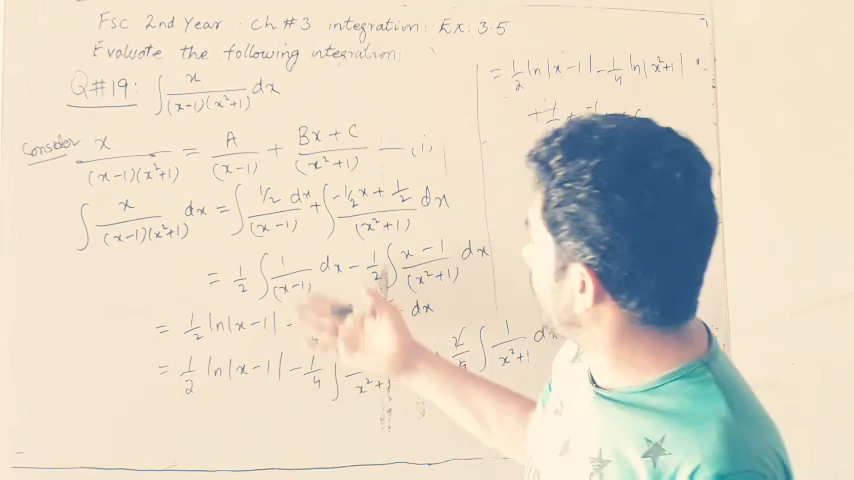 Fsc 2nd Year. Ch#3 integration: Ex: 3.5
Evaluate the following integration:
Q#19: ∫ x/((x-1)(x²+1)) dx
Consider x/((x-1)(x²+1)) = A/(x-1) + (Bx+C)/(x²+1) — (i)
∫ x/((x-1)(x²+1)) dx = ∫ (1/2 dx)/(x-1) + ∫ (-1/2x + 1/2)/(x²+1) dx
= 1/2 ∫ 1/(x-1) dx - 1/2 ∫ (x-1)/(x²+1) dx
= 1/2 ln|x-1| - dx
= 1/2 ln|x-1| - 1/4 ∫ /x²+1 ∫ 1/(x²+1) dx
= 1/2 ln|x-1| - 1/4 ln|x²+1|